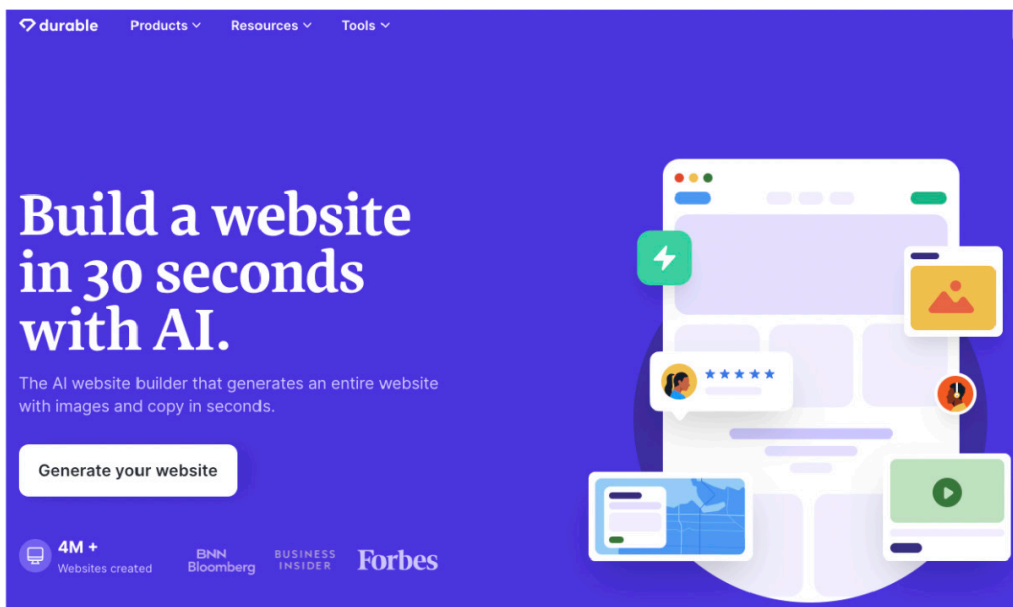 durable
Products
Resources
Tools
Build a website
in 30 seconds
with AI.
The AI website builder that generates an entire website
with images and copy in seconds.
Generate your website
4M +
Websites created
BNN
Bloomberg
BUSINESS
INSIDER
Forbes